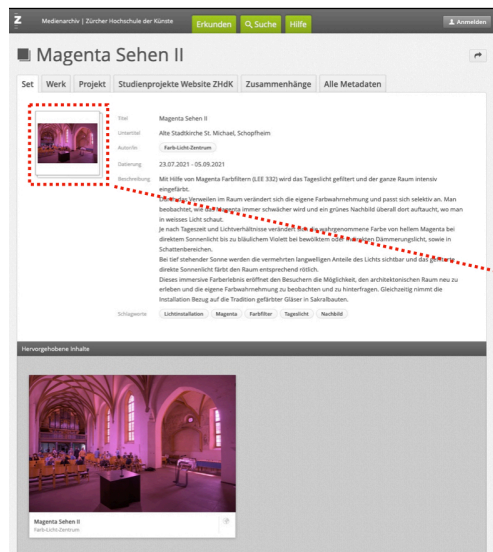 Z Medienarchiv | Zürcher Hochschule der Künste Erkunden Suche Hilfe Anmelden
Magenta Sehen II
Set Werk Projekt Studienprojekte Website ZHdK Zusammenhänge Alle Metadaten
Titel Magenta Sehen II
Untertitel Alte Stadtkirche St. Michael, Schopfheim
Autor/in Farb-Licht-Zentrum
Datierung 23.07.2021 - 05.09.2021
Beschreibung Mit Hilfe von Magenta Farbfiltern (LEE 332) wird das Tageslicht gefiltert und der ganze Raum intensiv
eingefärbt.
Durch das Verweilen im Raum verändert sich die eigene Farbwahrnehmung und passt sich selektiv an. Man
beobachtet, wie das Magenta immer schwächer wird und ein grünes Nachbild überall dort auftaucht, wo man
in weisses Licht schaut.
Je nach Tageszeit und Lichtverhältnisse verändert sich die wahrgenommene Farbe von hellem Magenta bei
direktem Sonnenlicht bis zu bläulichem Violett bei bewölktem oder Dämmerungslicht, sowie in
Schattenbereichen.
Bei tief stehender Sonne werden die vermehrten langwelligen Anteile des Lichts sichtbar und das gefilterte
direkte Sonnenlicht färbt den Raum entsprechend rötlich.
Dieses immersive Farberlebnis eröffnet den Besuchern die Möglichkeit, den architektonischen Raum neu zu
erleben und die eigene Farbwahrnehmung zu beobachten und zu hinterfragen. Gleichzeitig nimmt die
Installation Bezug auf die Tradition gefärbter Gläser in Sakralbauten.
Schlagworte Lichtinstallation Magenta Farbfilter Tageslicht Nachbild
Hervorgehobene Inhalte
Magenta Sehen II
Farb-Licht-Zentrum